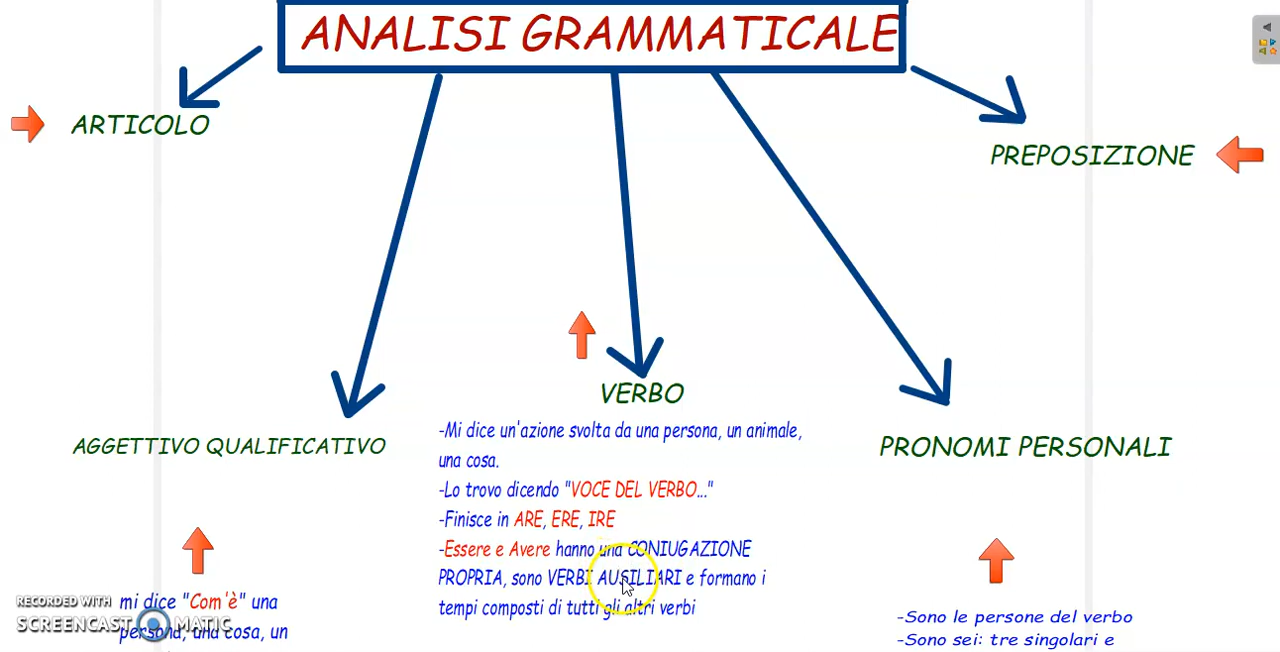 ANALISI GRAMMATICALE
ARTICOLO
PREPOSIZIONE
VERBO
-Mi dice un'azione svolta da una persona, un animale,
una cosa.
-Lo trovo dicendo "VOCE DEL VERBO..."
-Finisce in ARE, ERE, IRE
-Essere e Avere hanno una CONIUGAZIONE
PROPRIA, sono VERBI AUSILIARI e formano i
tempi composti di tutti gli altri verbi
AGGETTIVO QUALIFICATIVO
mi dice "Com'è" una
persona, una cosa, un
PRONOMI PERSONALI
-Sono le persone del verbo
-Sono sei: tre singolari e
RECORDED WITH
SCREENCAST MATIC